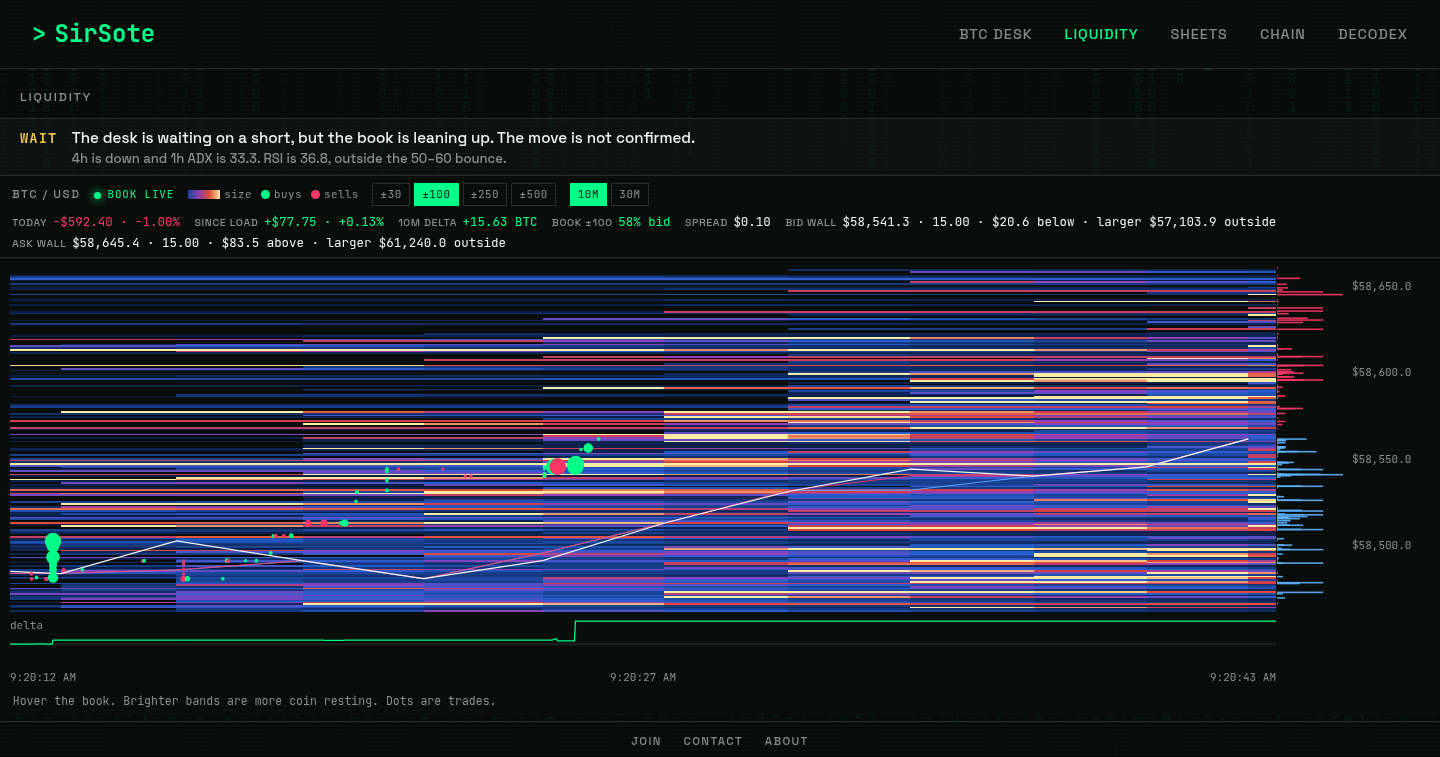 > SirSote
BTC DESK LIQUIDITY SHEETS CHAIN DECODEX
LIQUIDITY
WAIT The desk is waiting on a short, but the book is leaning up. The move is not confirmed.
4h is down and 1h ADX is 33.3. RSI is 36.8, outside the 50–60 bounce.
BTC / USD BOOK LIVE size buys sells ±30 ±100 ±250 ±500 10M 30M
TODAY -$592.40 · -1.00% SINCE LOAD +$77.75 · +0.13% 10M DELTA +15.63 BTC BOOK ±100 58% bid SPREAD $0.10 BID WALL $58,541.3 · 15.00 · $20.6 below · larger $57,103.9 outside
ASK WALL $58,645.4 · 15.00 · $83.5 above · larger $61,240.0 outside
$58,650.0
$58,600.0
$58,550.0
$58,500.0
delta
9:20:12 AM 9:20:27 AM 9:20:43 AM
Hover the book. Brighter bands are more coin resting. Dots are trades.
JOIN CONTACT ABOUT